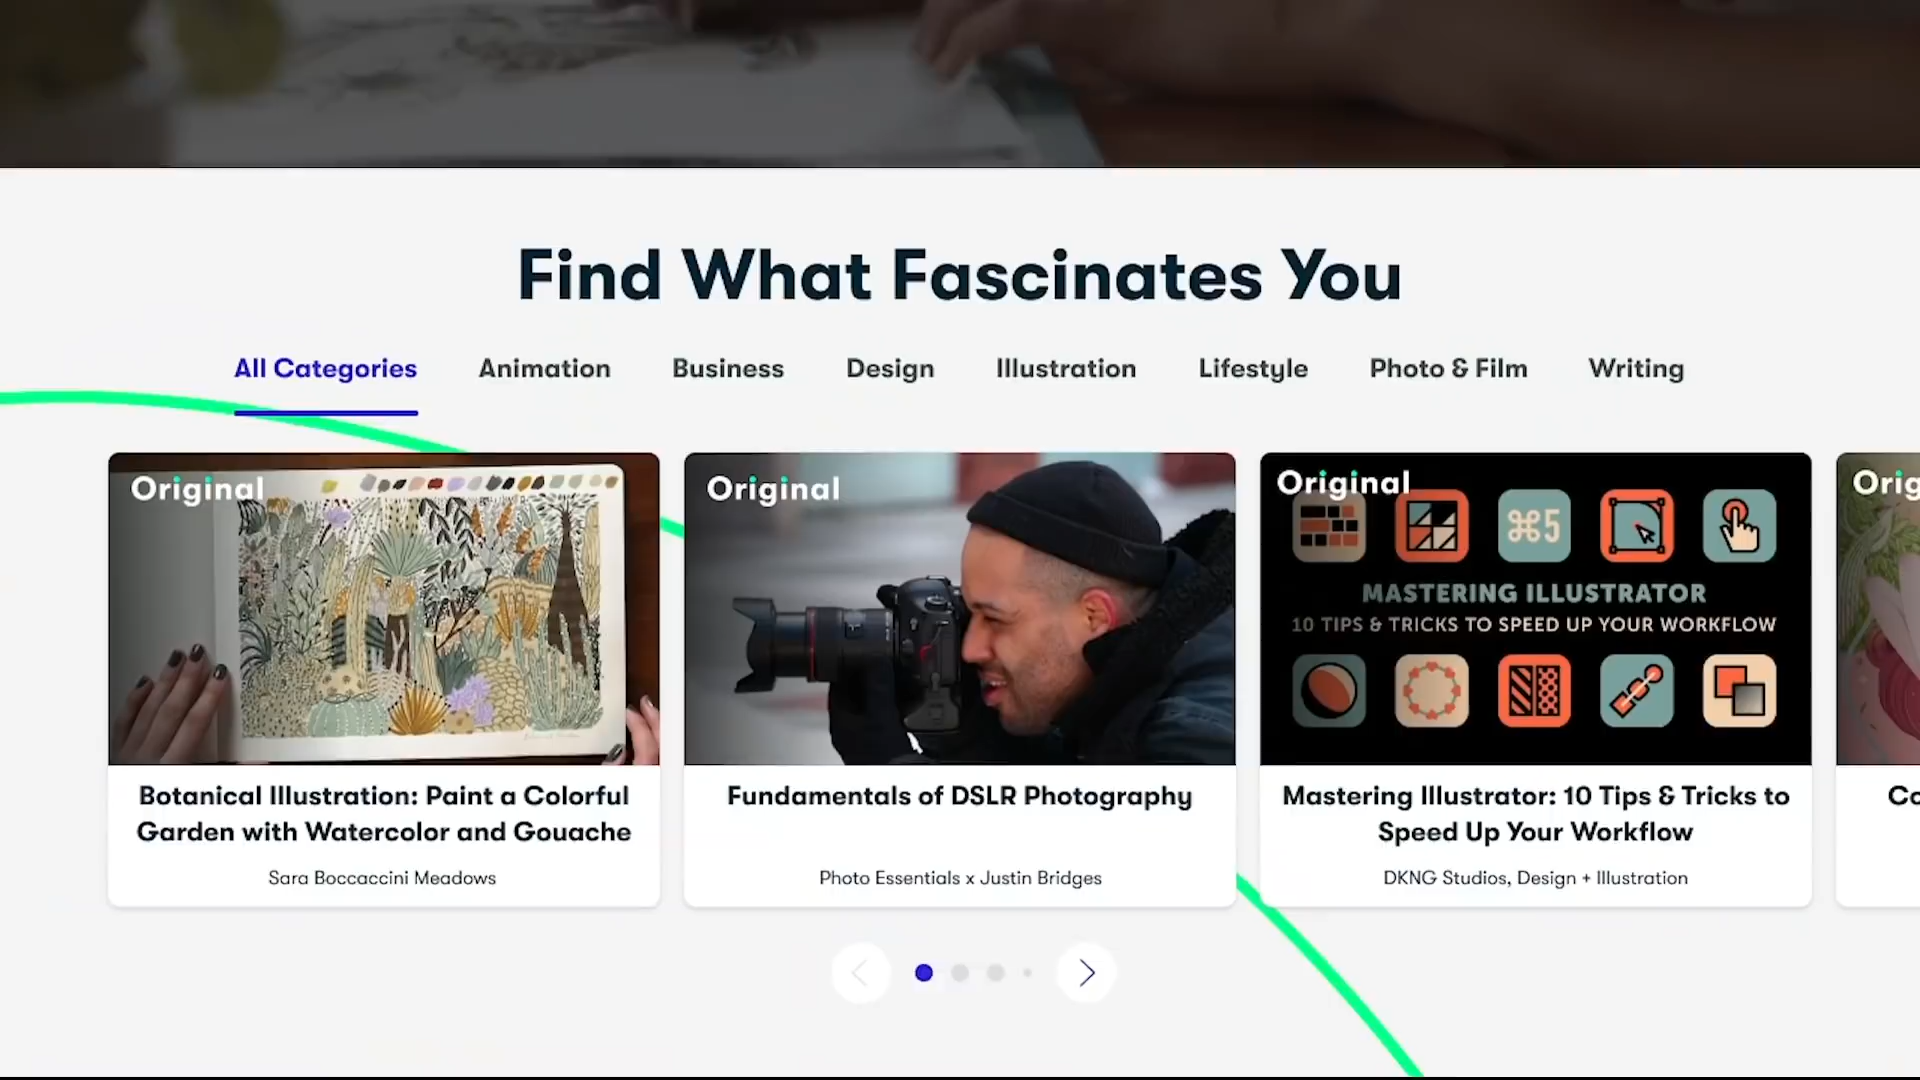 Find What Fascinates You
All Categories
Animation
Business
Design
Illustration
Lifestyle
Photo & Film
Writing
Original
Botanical Illustration: Paint a Colorful
Garden with Watercolor and Gouache
Sara Boccaccini Meadows
Original
Fundamentals of DSLR Photography
Photo Essentials x Justin Bridges
Original
⌘5
MASTERING ILLUSTRATOR
10 TIPS & TRICKS TO SPEED UP YOUR WORKFLOW
Mastering Illustrator: 10 Tips & Tricks to
Speed Up Your Workflow
DKNG Studios, Design + Illustration